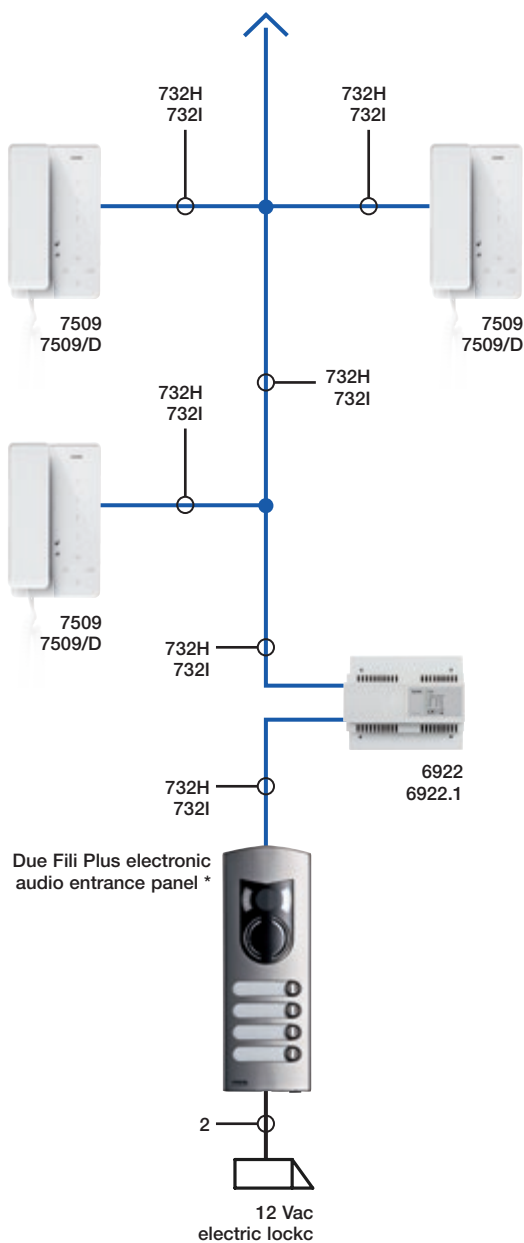 732H
732I
732H
732I
7509
7509/D
7509
7509/D
732H
732I
732H
732I
7509
7509/D
732H
732I
6922
6922.1
732H
732I
Due Fili Plus electronic
audio entrance panel *
2
12 Vac
electric lockc